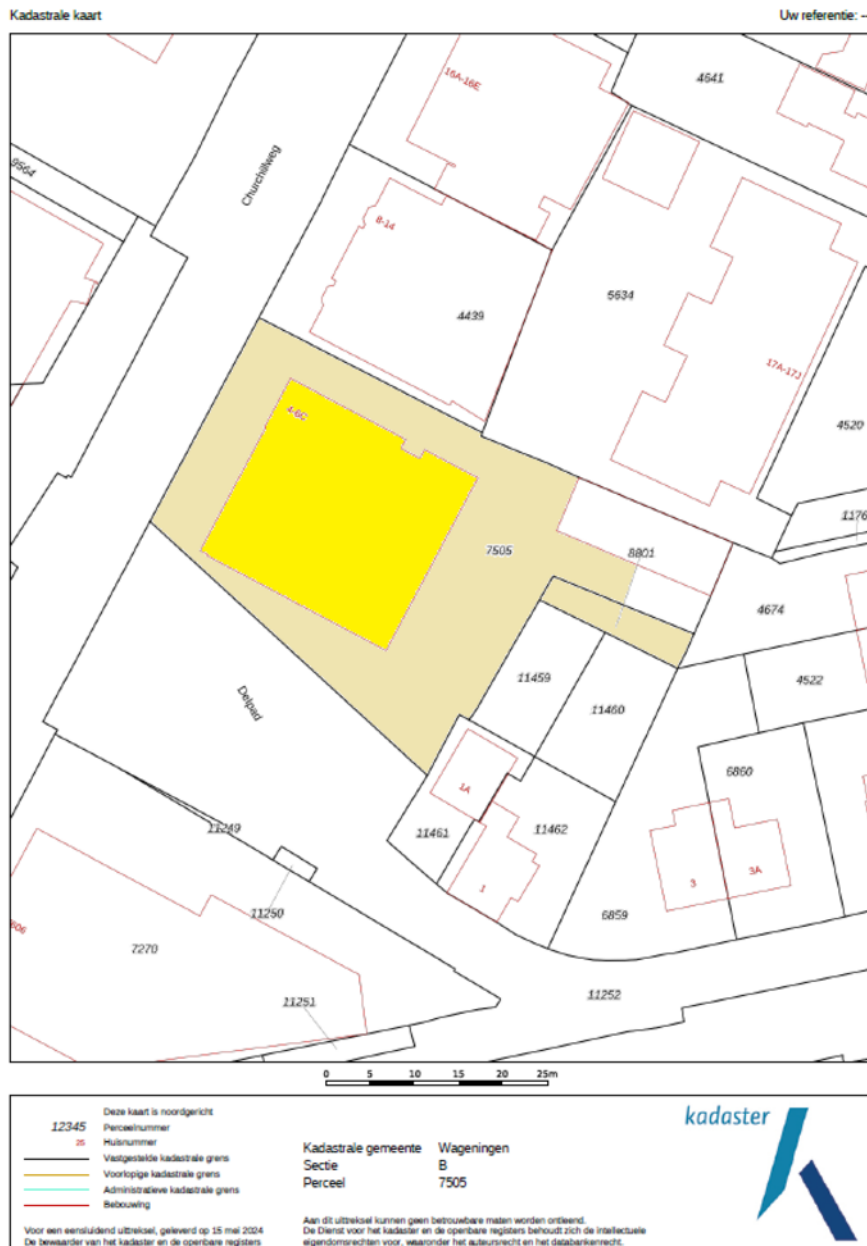 Kadastrale kaart
Uw referentie: --
4641
16A-16E
9564
Churchillweg
8-14
4439
5634
17A-17J
4520
4-6C
1176
7505
8801
4674
11459
11460
4522
Delpad
6860
1A
11461
11462
11249
3
3A
1
11250
6859
606
7270
11251
11252
0 5 10 15 20 25m
Deze kaart is noordgericht
12345 Perceelnummer
25 Huisnummer
Vastgestelde kadastrale grens
Voorlopige kadastrale grens
Administratieve kadastrale grens
Bebouwing
Voor een eensluidend uittreksel, geleverd op 15 mei 2024
De bewaarder van het kadaster en de openbare registers
Kadastrale gemeente Wageningen
Sectie B
Perceel 7505
Aan dit uittreksel kunnen geen betrouwbare maten worden ontleend.
De Dienst voor het kadaster en de openbare registers behoudt zich de intellectuele
eigendomsrechten voor, waaronder het auteursrecht en het databankenrecht.
kadaster